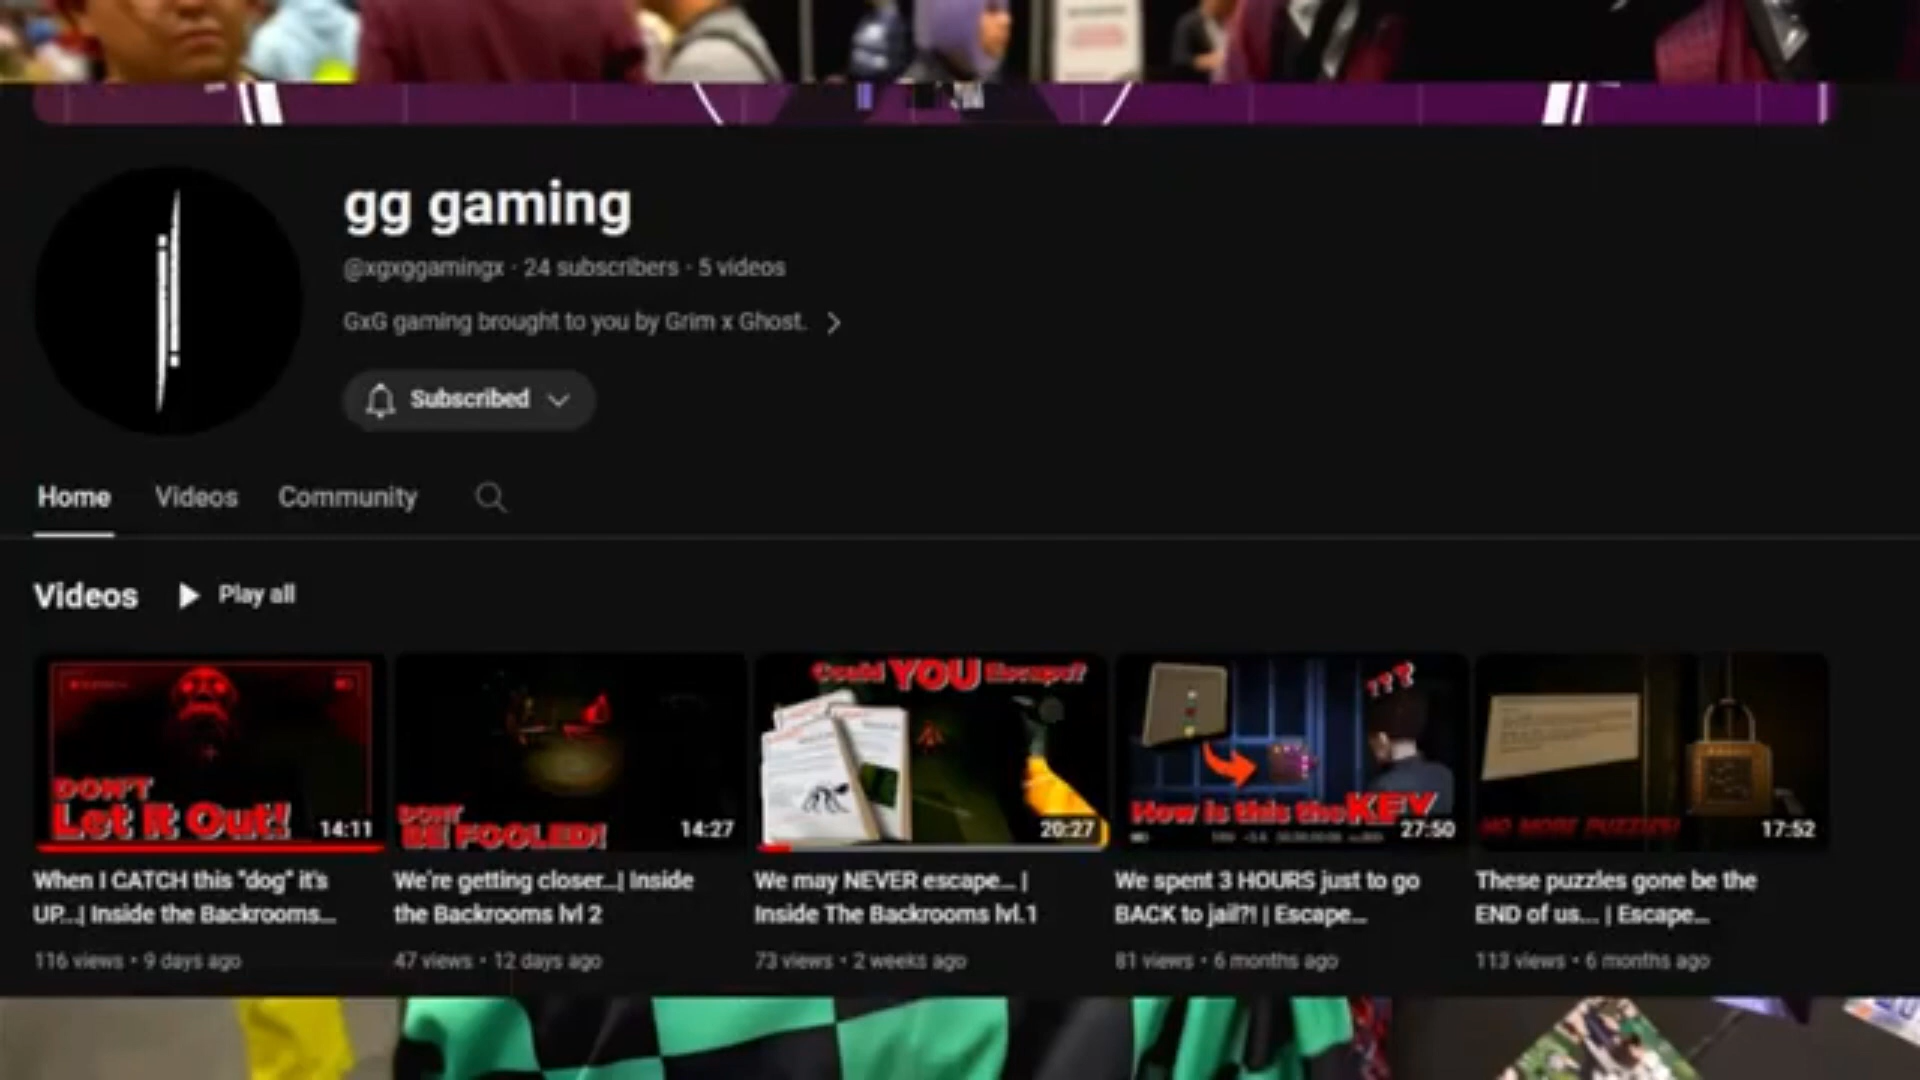 gg gaming
@xgxggamingx · 24 subscribers · 5 videos
GxG gaming brought to you by Grim x Ghost.
Subscribed
Home Videos Community
Videos Play all
DON'T
Let It Out!
14:11
DONT
BE FOOLED!
14:27
Could YOU Escape?
20:27
???
How is this the KEY
27:50
NO MORE PUZZLES!
17:52
When I CATCH this "dog" it's
UP...| Inside the Backrooms...
116 views • 9 days ago
We're getting closer...| Inside
the Backrooms lvl 2
47 views • 12 days ago
We may NEVER escape... |
Inside The Backrooms lvl.1
73 views • 2 weeks ago
We spent 3 HOURS just to go
BACK to jail?! | Escape...
81 views • 6 months ago
These puzzles gone be the
END of us... | Escape...
113 views • 6 months ago